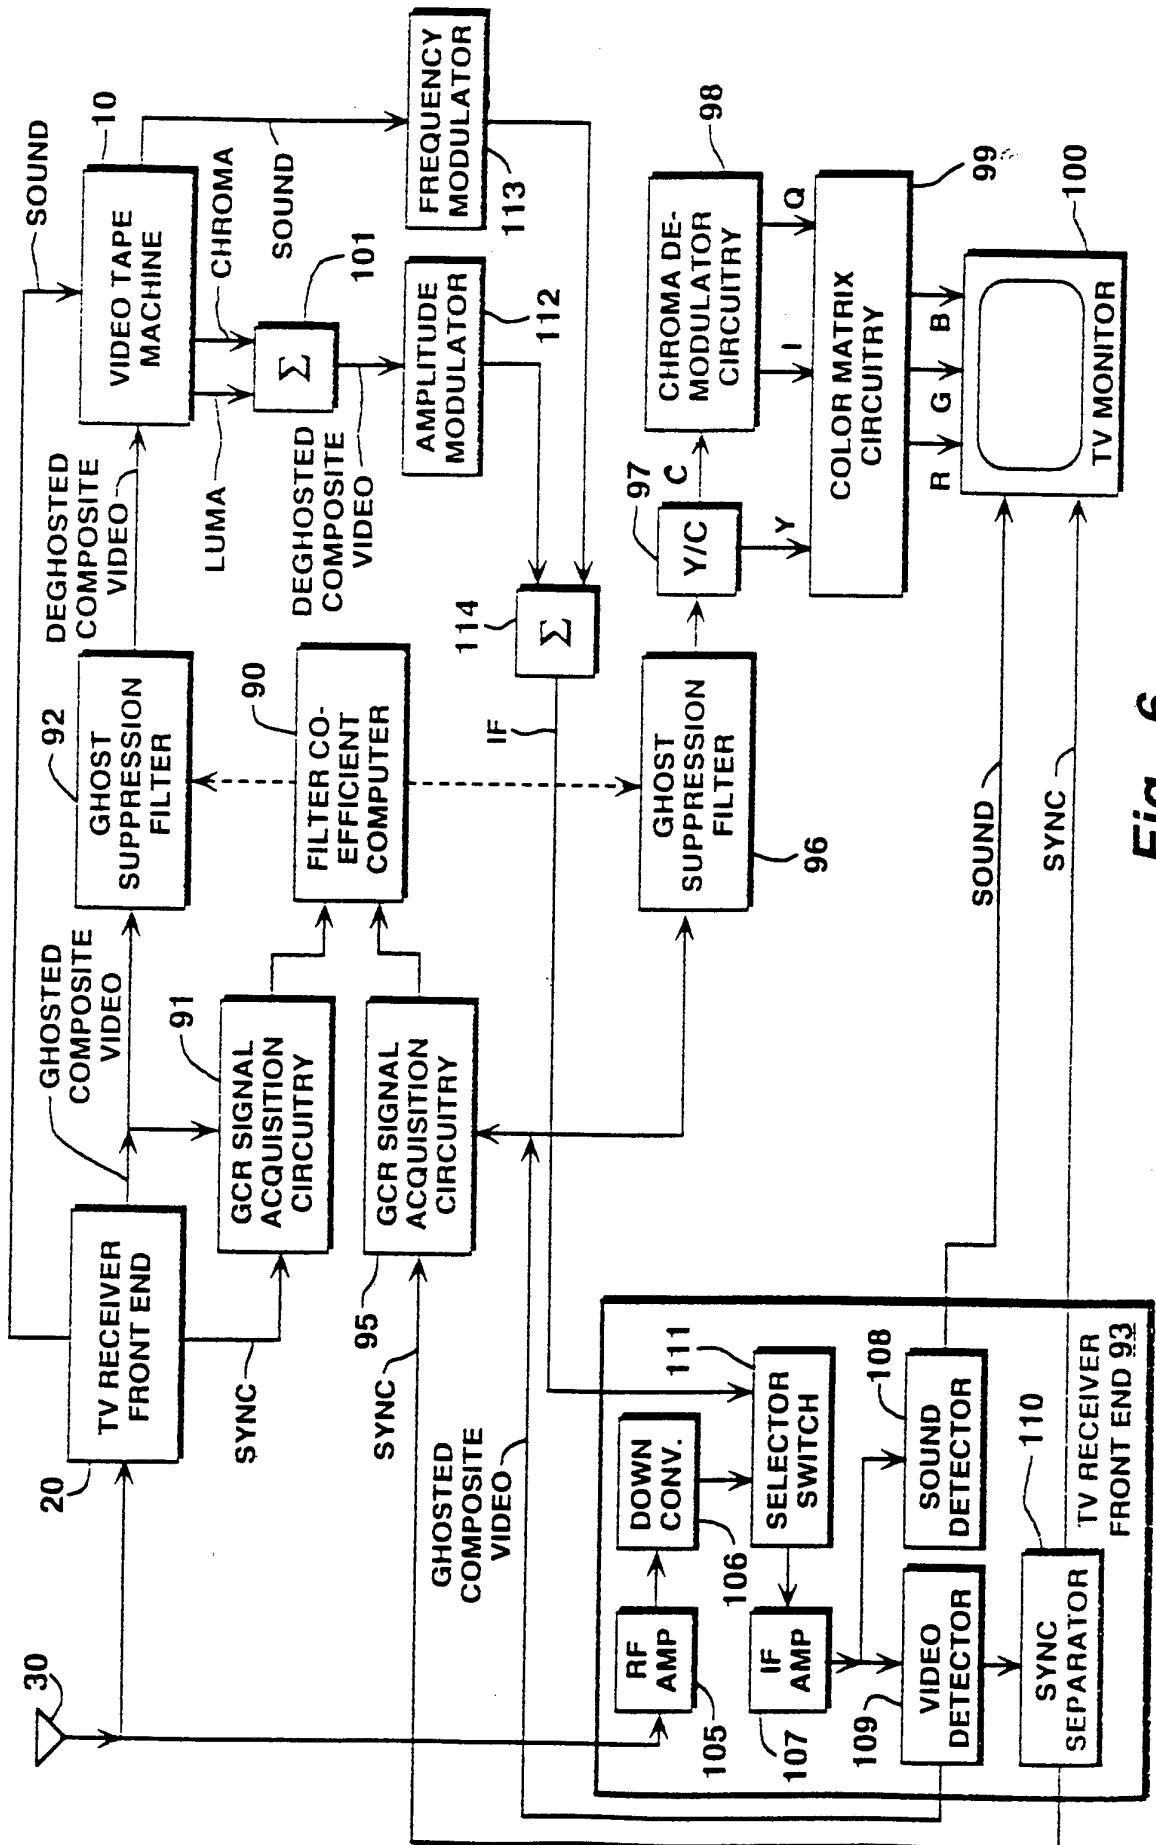 30
20
TV RECEIVER
FRONT END
SOUND
GHOSTED
COMPOSITE
VIDEO
92
GHOST
SUPPRESSION
FILTER
DEGHOSTED
COMPOSITE
VIDEO
10
VIDEO TAPE
MACHINE
SYNC
91
GCR SIGNAL
ACQUISITION
CIRCUITRY
90
FILTER CO-
EFFICIENT
COMPUTER
LUMA
CHROMA
SOUND
Σ
101
95
GCR SIGNAL
ACQUISITION
CIRCUITRY
SYNC
DEGHOSTED
COMPOSITE
VIDEO
AMPLITUDE
MODULATOR
112
FREQUENCY
MODULATOR
113
GHOSTED
COMPOSITE
VIDEO
IF
114
Σ
RF
AMP
105
DOWN
CONV.
106
111
SELECTOR
SWITCH
IF
AMP
107
GHOST
SUPPRESSION
FILTER
96
97
Y/C
C
Y
CHROMA DE-
MODULATOR
CIRCUITRY
98
I
Q
COLOR MATRIX
CIRCUITRY
99
109
VIDEO
DETECTOR
SOUND
DETECTOR
108
R
G
B
100
TV MONITOR
SOUND
SYNC
SYNC
SEPARATOR
110
TV RECEIVER
FRONT END 93
Fig. 6